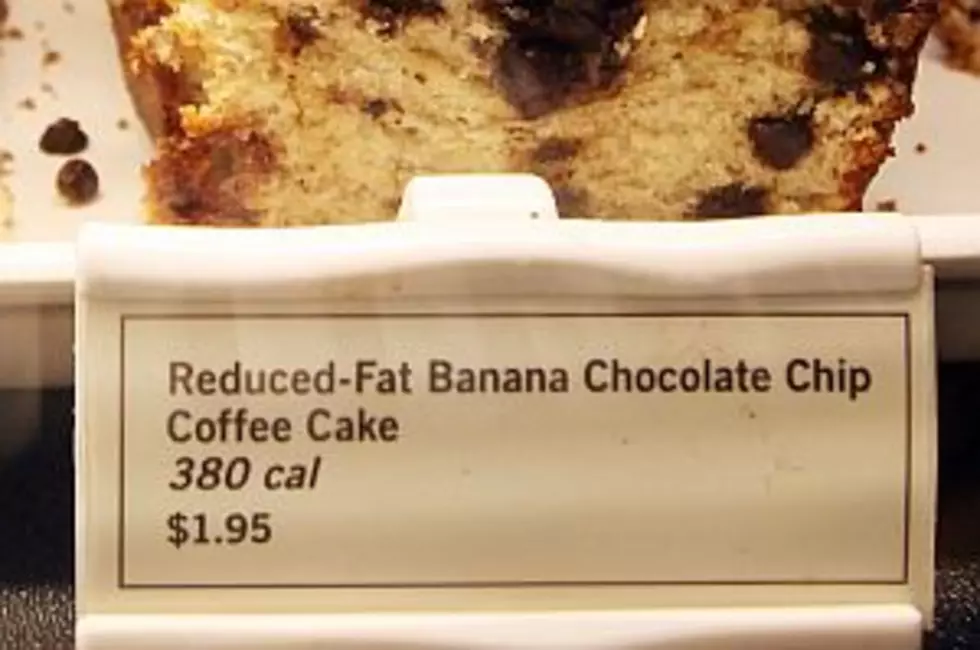 Reduced-Fat Banana Chocolate Chip
Coffee Cake
380 cal
$1.95